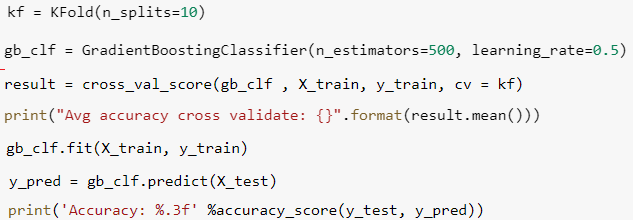 kf = KFold(n_splits=10)
gb_clf = GradientBoostingClassifier(n_estimators=500, learning_rate=0.5)
result = cross_val_score(gb_clf , X_train, y_train, cv = kf)
print("Avg accuracy cross validate: {}".format(result.mean()))
gb_clf.fit(X_train, y_train)
y_pred = gb_clf.predict(X_test)
print('Accuracy: %.3f' %accuracy_score(y_test, y_pred))